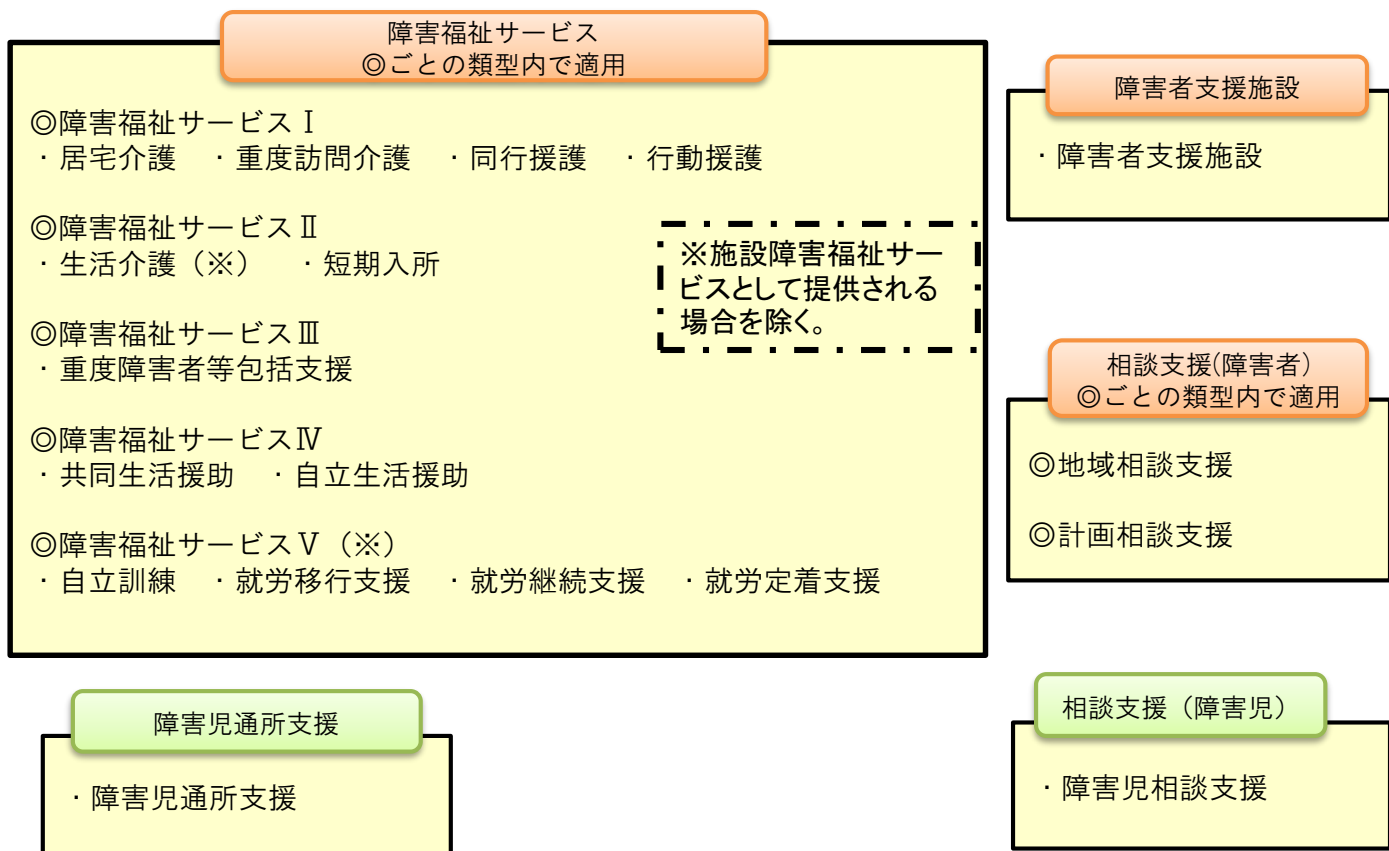 障害福祉サービス
◎ごとの類型内で適用
◎障害福祉サービスⅠ
・居宅介護　・重度訪問介護　・同行援護　・行動援護
◎障害福祉サービスⅡ
・生活介護（※）　・短期入所
※施設障害福祉サー
ビスとして提供される
場合を除く。
◎障害福祉サービスⅢ
・重度障害者等包括支援
◎障害福祉サービスⅣ
・共同生活援助　・自立生活援助
◎障害福祉サービスⅤ（※）
・自立訓練　・就労移行支援　・就労継続支援　・就労定着支援
障害者支援施設
・障害者支援施設
相談支援(障害者）
◎ごとの類型内で適用
◎地域相談支援
◎計画相談支援
障害児通所支援
・障害児通所支援
相談支援（障害児）
・障害児相談支援